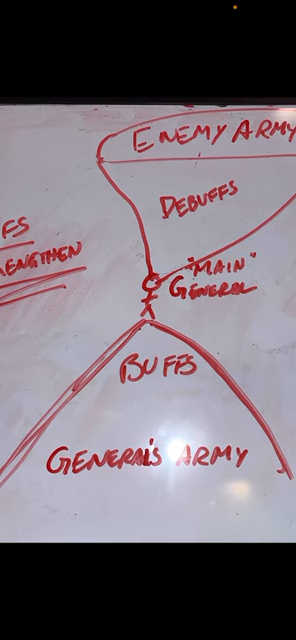 ENEMY ARMY
DEBUFFS
"MAIN"
GENERAL
BUFFS
GENERAL'S ARMY